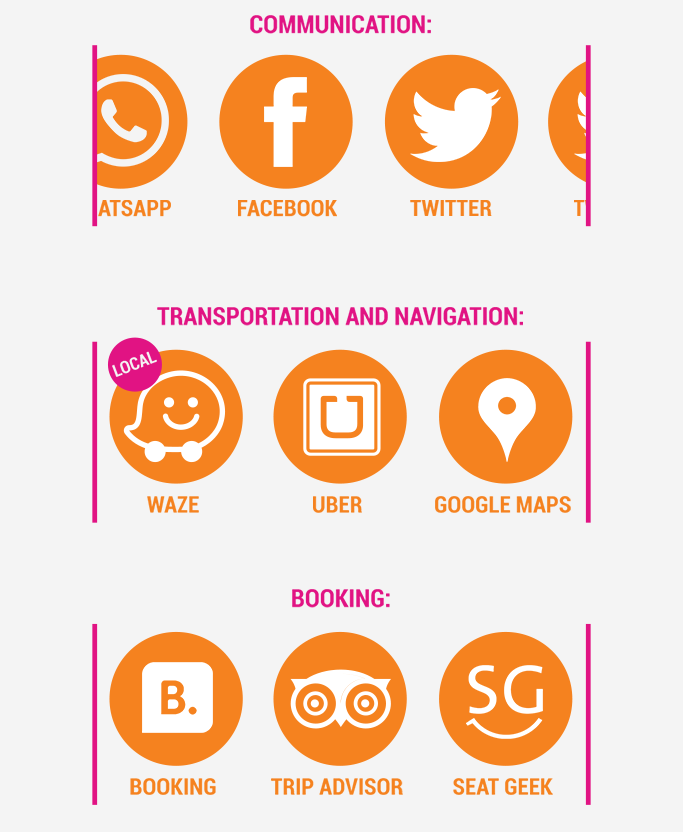 COMMUNICATION:
ATSAPP
FACEBOOK
TWITTER
T
TRANSPORTATION AND NAVIGATION:
LOCAL
WAZE
UBER
GOOGLE MAPS
BOOKING:
B.
SG
BOOKING
TRIP ADVISOR
SEAT GEEK